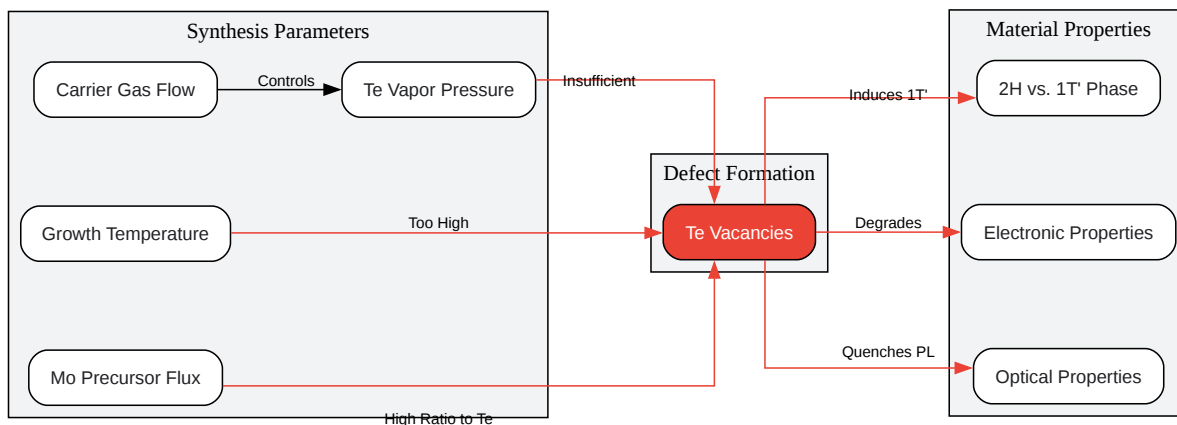 Synthesis Parameters
Carrier Gas Flow
Controls
Te Vapor Pressure
Insufficient
Growth Temperature
Too High
Mo Precursor Flux
High Ratio to Te
Defect Formation
Te Vacancies
Induces 1T'
Degrades
Quenches PL
Material Properties
2H vs. 1T' Phase
Electronic Properties
Optical Properties